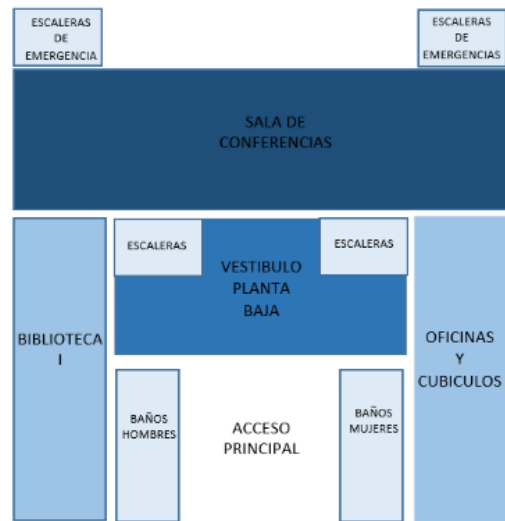 ESCALERAS
DE
EMERGENCIA
ESCALERAS
DE
EMERGENCIAS
SALA DE
CONFERENCIAS
ESCALERAS
ESCALERAS
VESTIBULO
PLANTA
BAJA
BIBLIOTECA
I
OFICINAS
Y
CUBICULOS
BAÑOS
HOMBRES
ACCESO
PRINCIPAL
BAÑOS
MUJERES